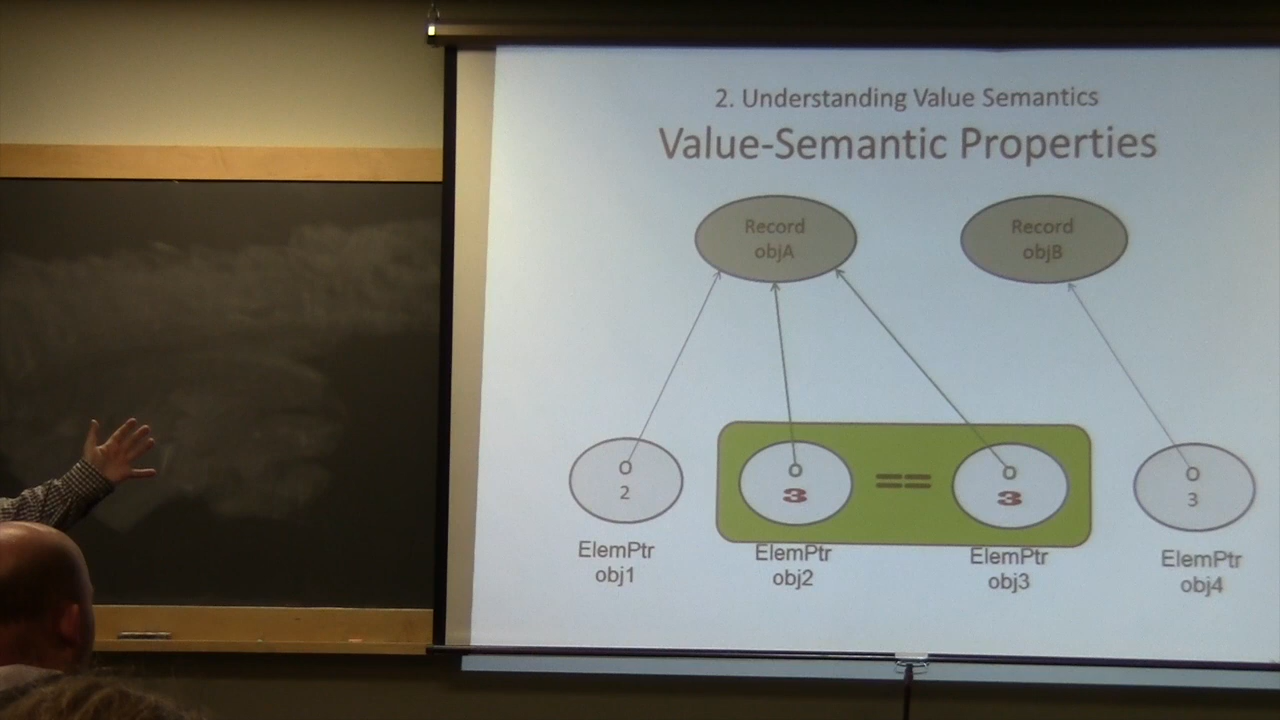 2. Understanding Value Semantics
Value-Semantic Properties
Record
objA
Record
objB
2
3
==
3
3
ElemPtr
obj1
ElemPtr
obj2
ElemPtr
obj3
ElemPtr
obj4